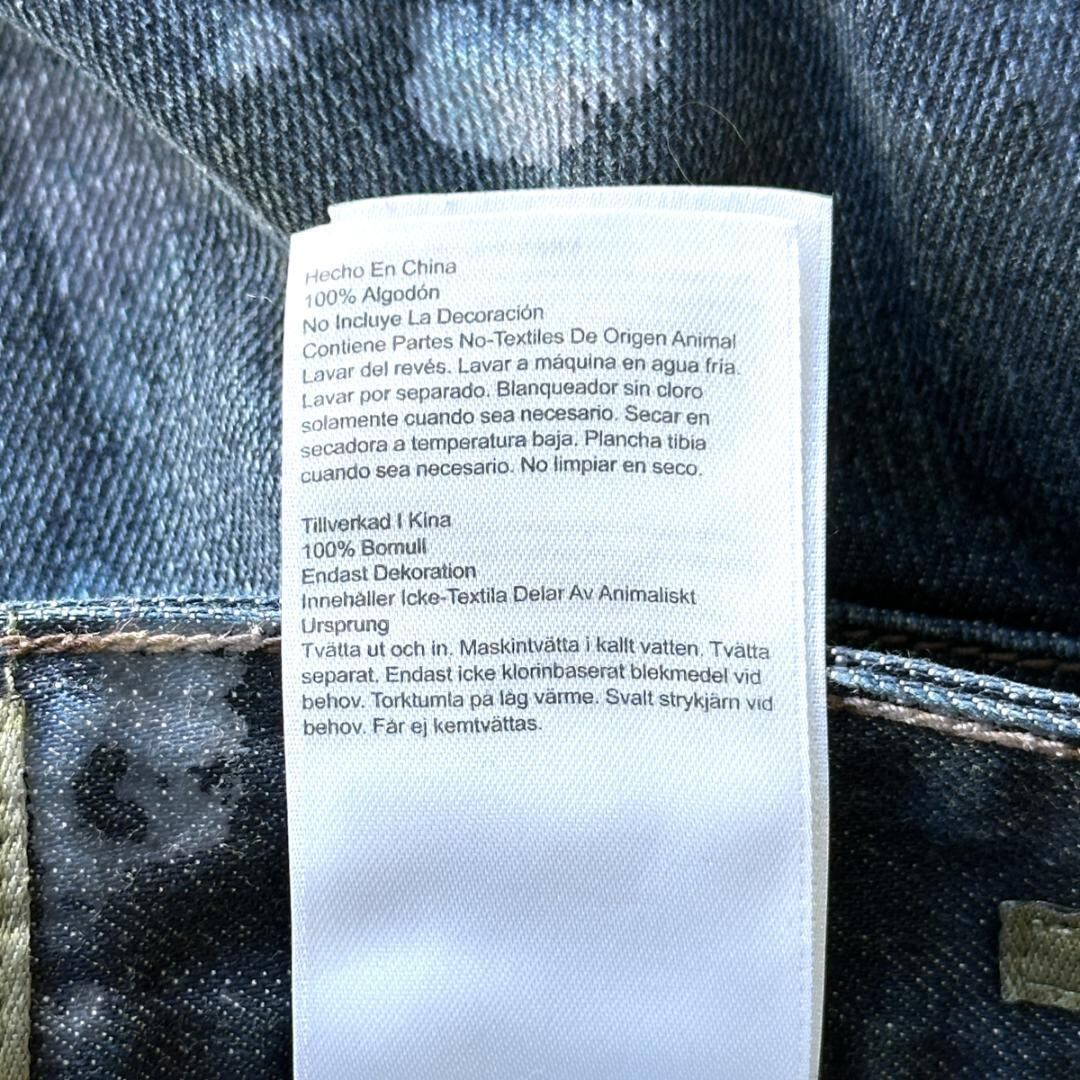 Hecho En China
100% Algodón
No Incluye La Decoración
Contiene Partes No-Textiles De Origen Animal
Lavar del revés. Lavar a máquina en agua fria.
Lavar por separado. Blanqueador sin cloro
solamente cuando sea necesario. Secar en
secadora a temperatura baja. Plancha tibia
cuando sea necesario. No limpiar en seco.
Tillverkad I Kina
100% Bomull
Endast Dekoration
Innehåller Icke-Textila Delar Av Animaliskt
Ursprung
Tvätta ut och in. Maskintvätta i kallt vatten. Tvätta
separat. Endast icke klorinbaserat blekmedel vid
behov. Torktumla på låg värme. Svalt strykjärn vid
behov. Får ej kemtvättas.